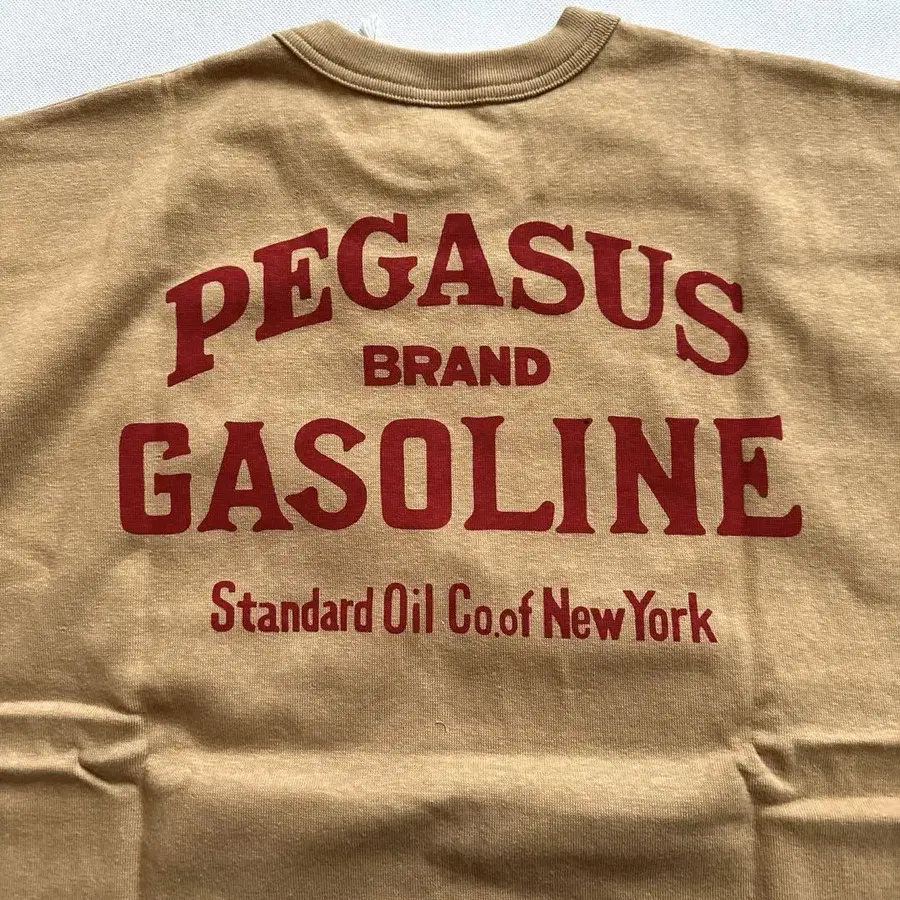 PEGASUS
BRAND
GASOLINE
Standard Oil Co. of New York